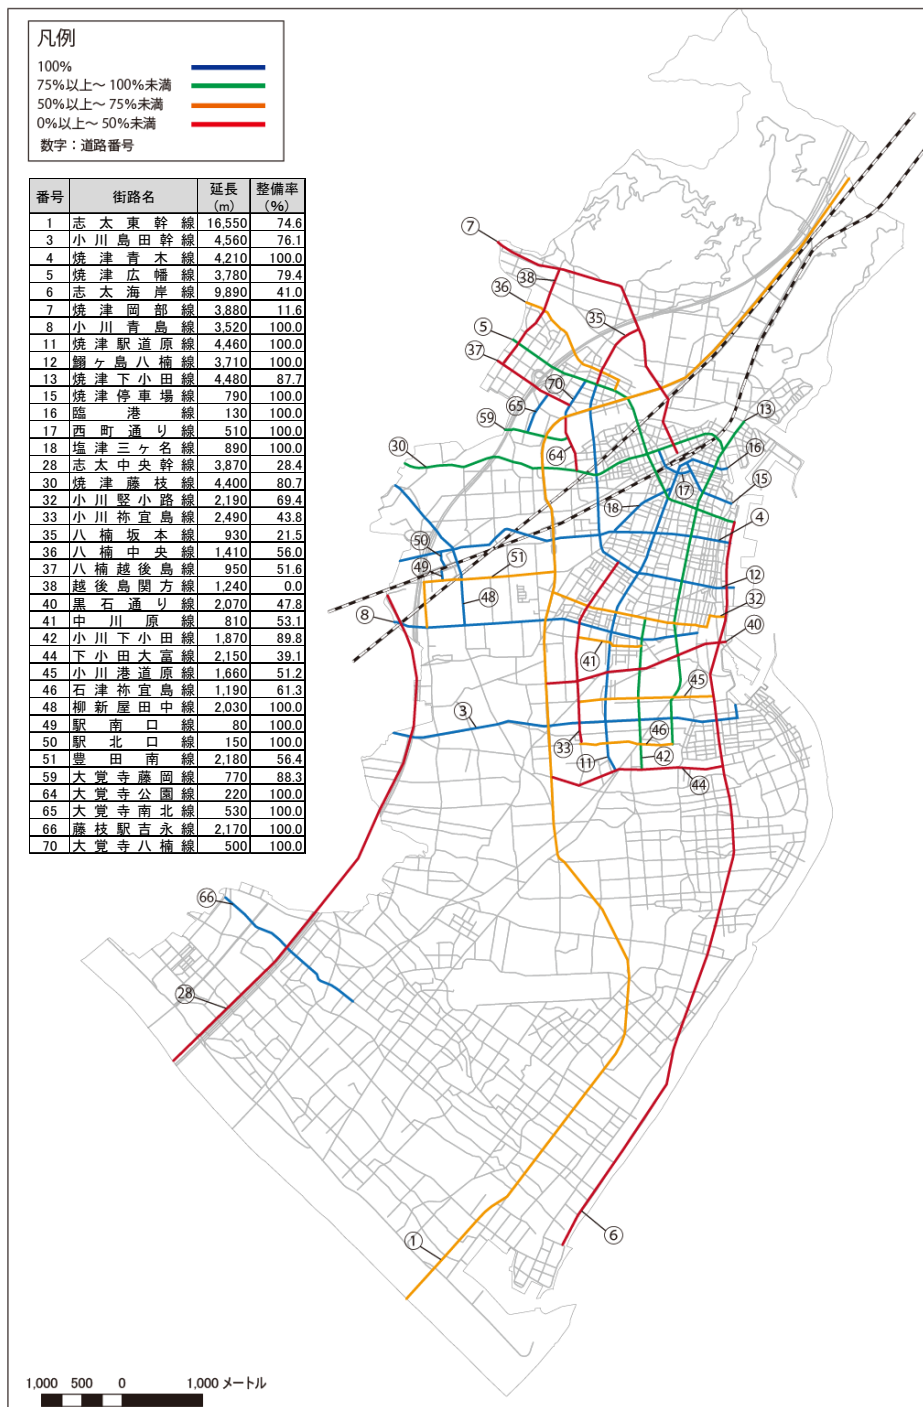 凡例
100%
75%以上～100%未満
50%以上～75%未満
0%以上～50%未満
数字：道路番号
番号 街路名 延長(m) 整備率(%)
1 志太東幹線 16,550 74.6
3 小川島田幹線 4,560 76.1
4 焼津青木線 4,210 100.0
5 焼津広幡線 3,780 79.4
6 志太海岸線 9,890 41.0
7 焼津岡部線 3,880 11.6
8 小川青島線 3,520 100.0
11 焼津駅道原線 4,460 100.0
12 鰯ヶ島八楠線 3,710 100.0
13 焼津下小田線 4,480 87.7
15 焼津停車場線 790 100.0
16 臨港線 130 100.0
17 西町通り線 510 100.0
18 塩津三ヶ名線 890 100.0
28 志太中央幹線 3,870 28.4
30 焼津藤枝線 4,400 80.7
32 小川竪小路線 2,190 69.4
33 小川祢宜島線 2,490 43.8
35 八楠坂本線 930 21.5
36 八楠中央線 1,410 56.0
37 八楠越後島線 950 51.6
38 越後島関方線 1,240 0.0
40 黒石通り線 2,070 47.8
41 中川原線 810 53.1
42 小川下小田線 1,870 89.8
44 下小田大富線 2,150 39.1
45 小川港道原線 1,660 51.2
46 石津祢宜島線 1,190 61.3
48 柳新屋田中線 2,030 100.0
49 駅南口線 80 100.0
50 駅北口線 150 100.0
51 豊田南線 2,180 56.4
59 大覚寺藤岡線 770 88.3
64 大覚寺公園線 220 100.0
65 大覚寺南北線 530 100.0
66 藤枝駅吉永線 2,170 100.0
70 大覚寺八楠線 500 100.0
7
38
36
5
35
37
70
65
13
59
30
64
16
17
15
18
4
50
51
49
12
48
32
8
40
41
45
3
46
33
11
42
44
66
28
1
6
1,000 500 0 1,000 メートル